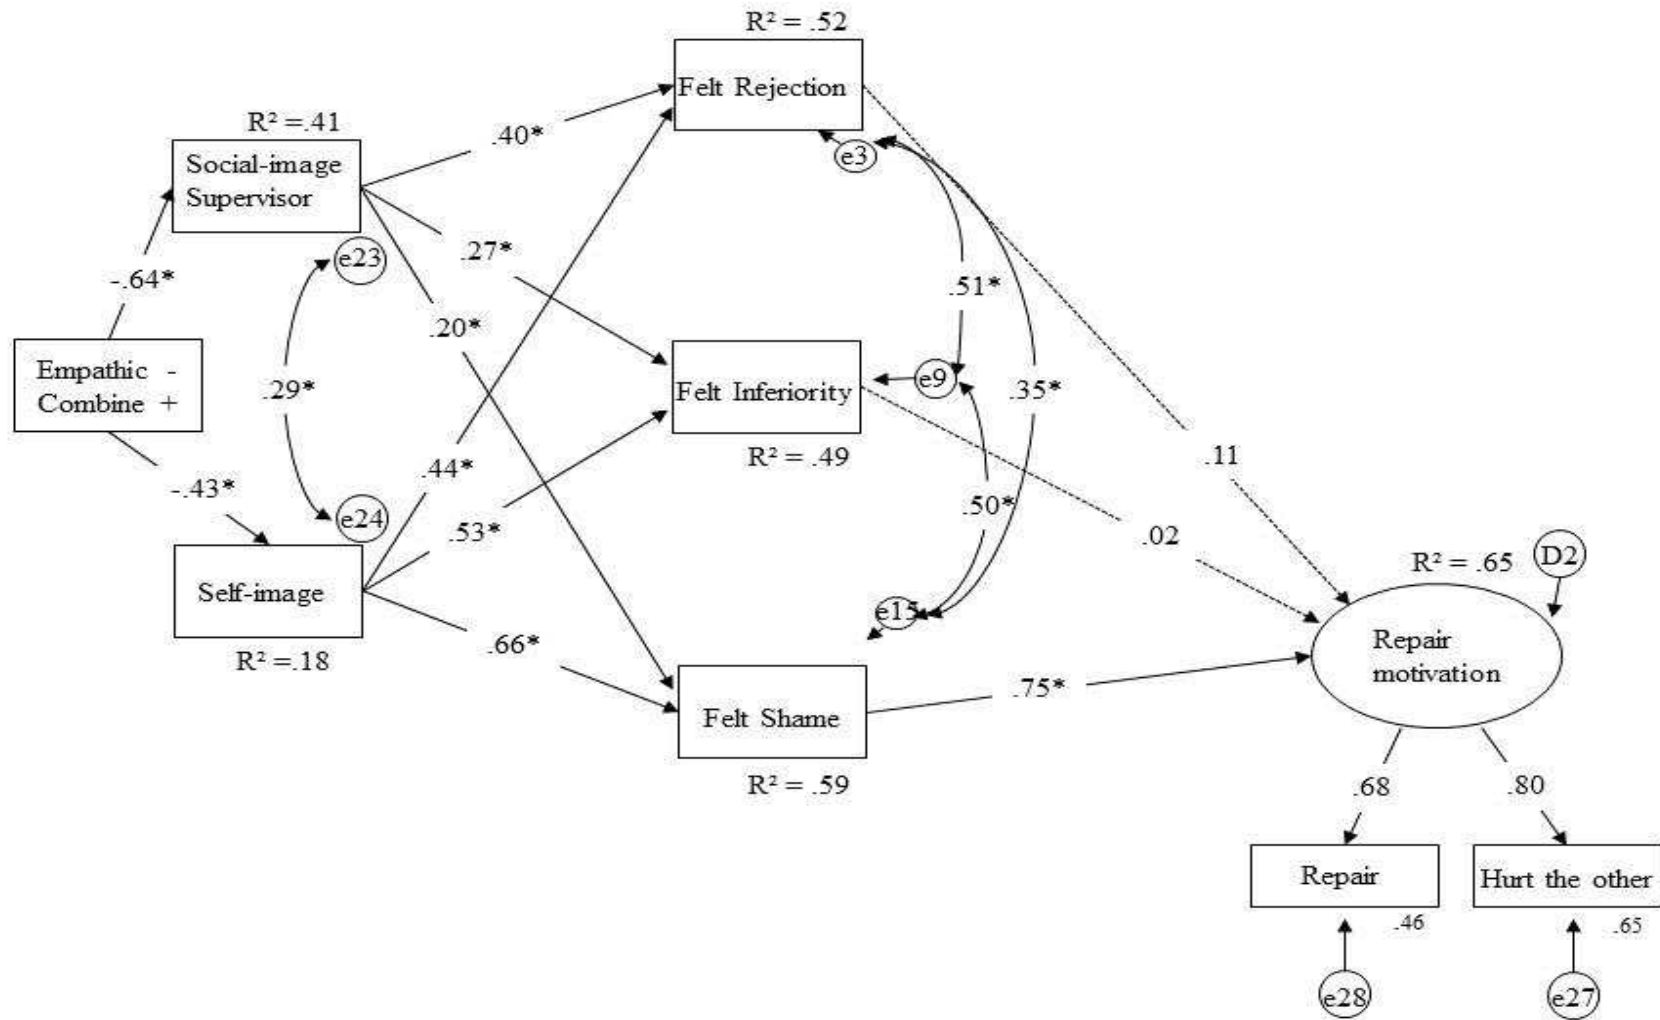 R² = .52
Felt Rejection
R² =.41
Social-image
Supervisor
.40*
e3
.27*
e23
-.64*
.51*
.20*
Empathic -
Combine +
Felt Inferiority
e9
.29*
.35*
R² = .49
.11
.44*
-.43*
e24
.53*
.50*
.02
Self-image
R² =.18
e15
R² = .65
D2
.66*
Repair
motivation
.75*
Felt Shame
R² = .59
.68
.80
Repair
Hurt the other
.46
.65
e28
e27